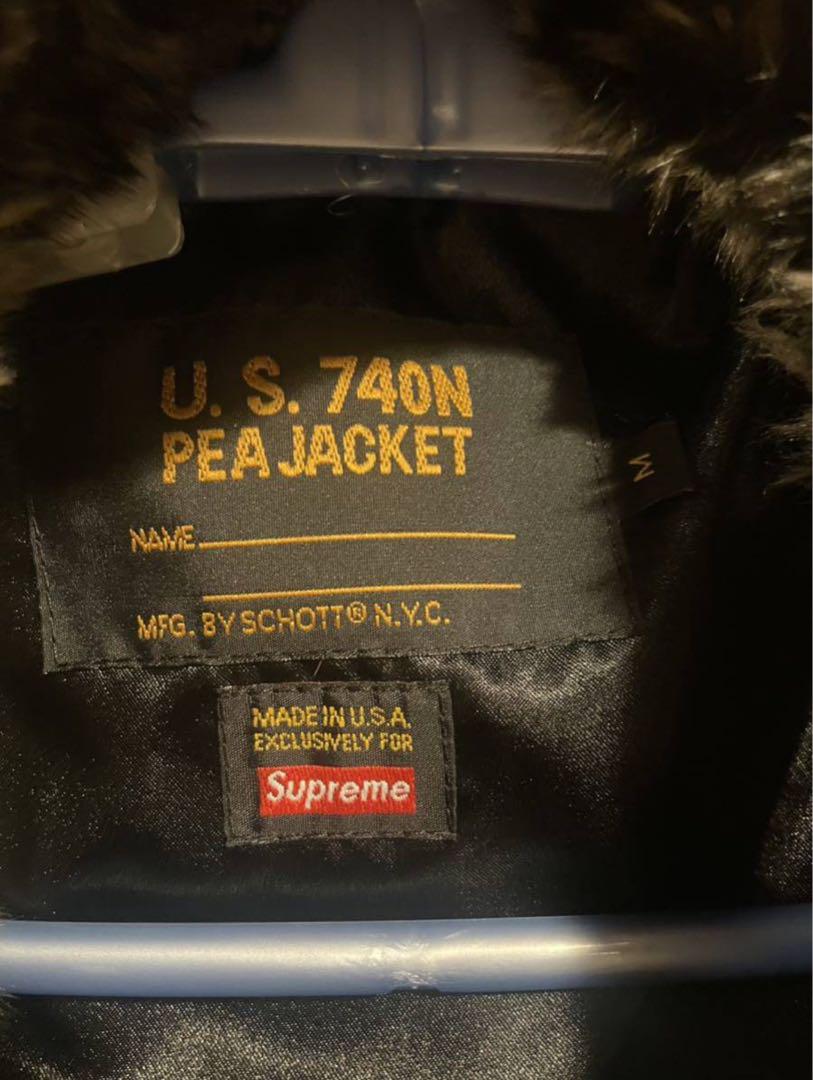 U. S. 740N
PEA JACKET
M
NAME
MFG. BY SCHOTT® N.Y.C.
MADE IN U.S.A.
EXCLUSIVELY FOR
Supreme